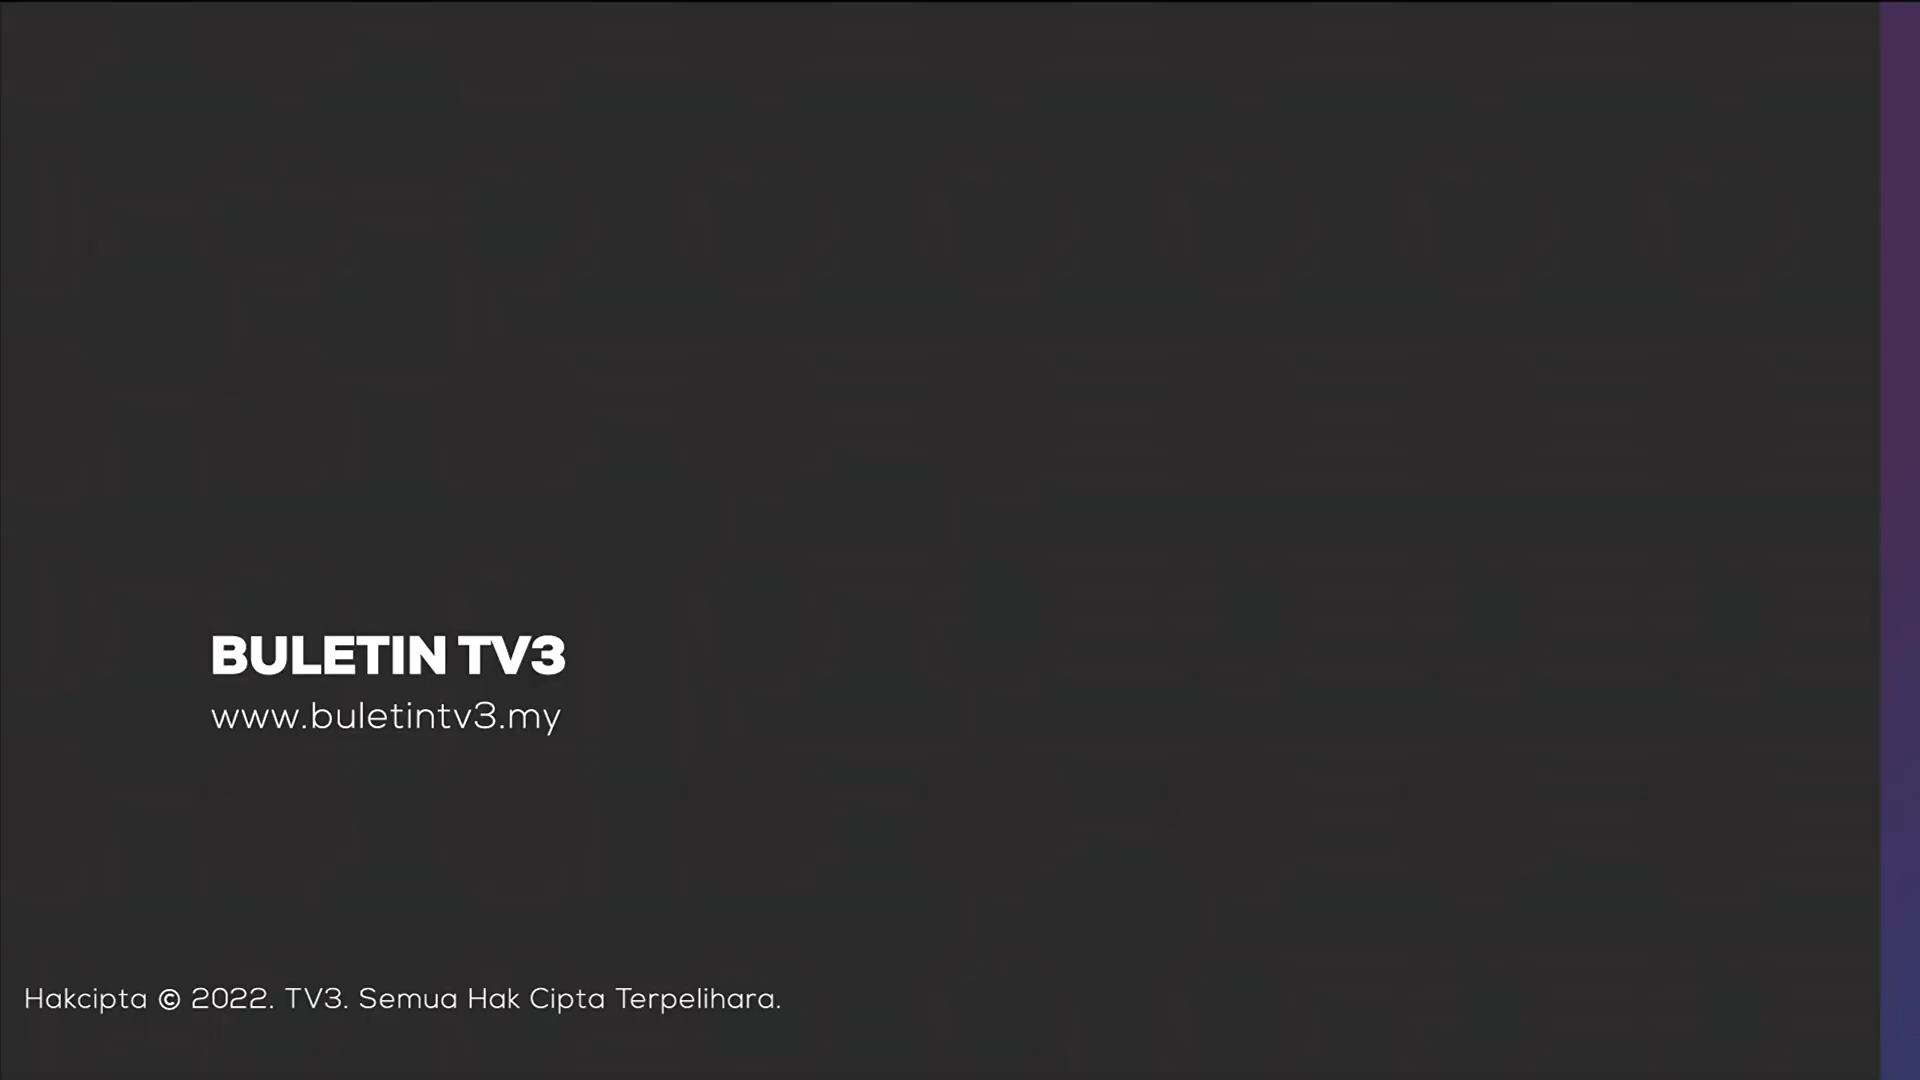 BULETIN TV3
www.buletintv3.my
Hakcipta © 2022. TV3. Semua Hak Cipta Terpelihara.